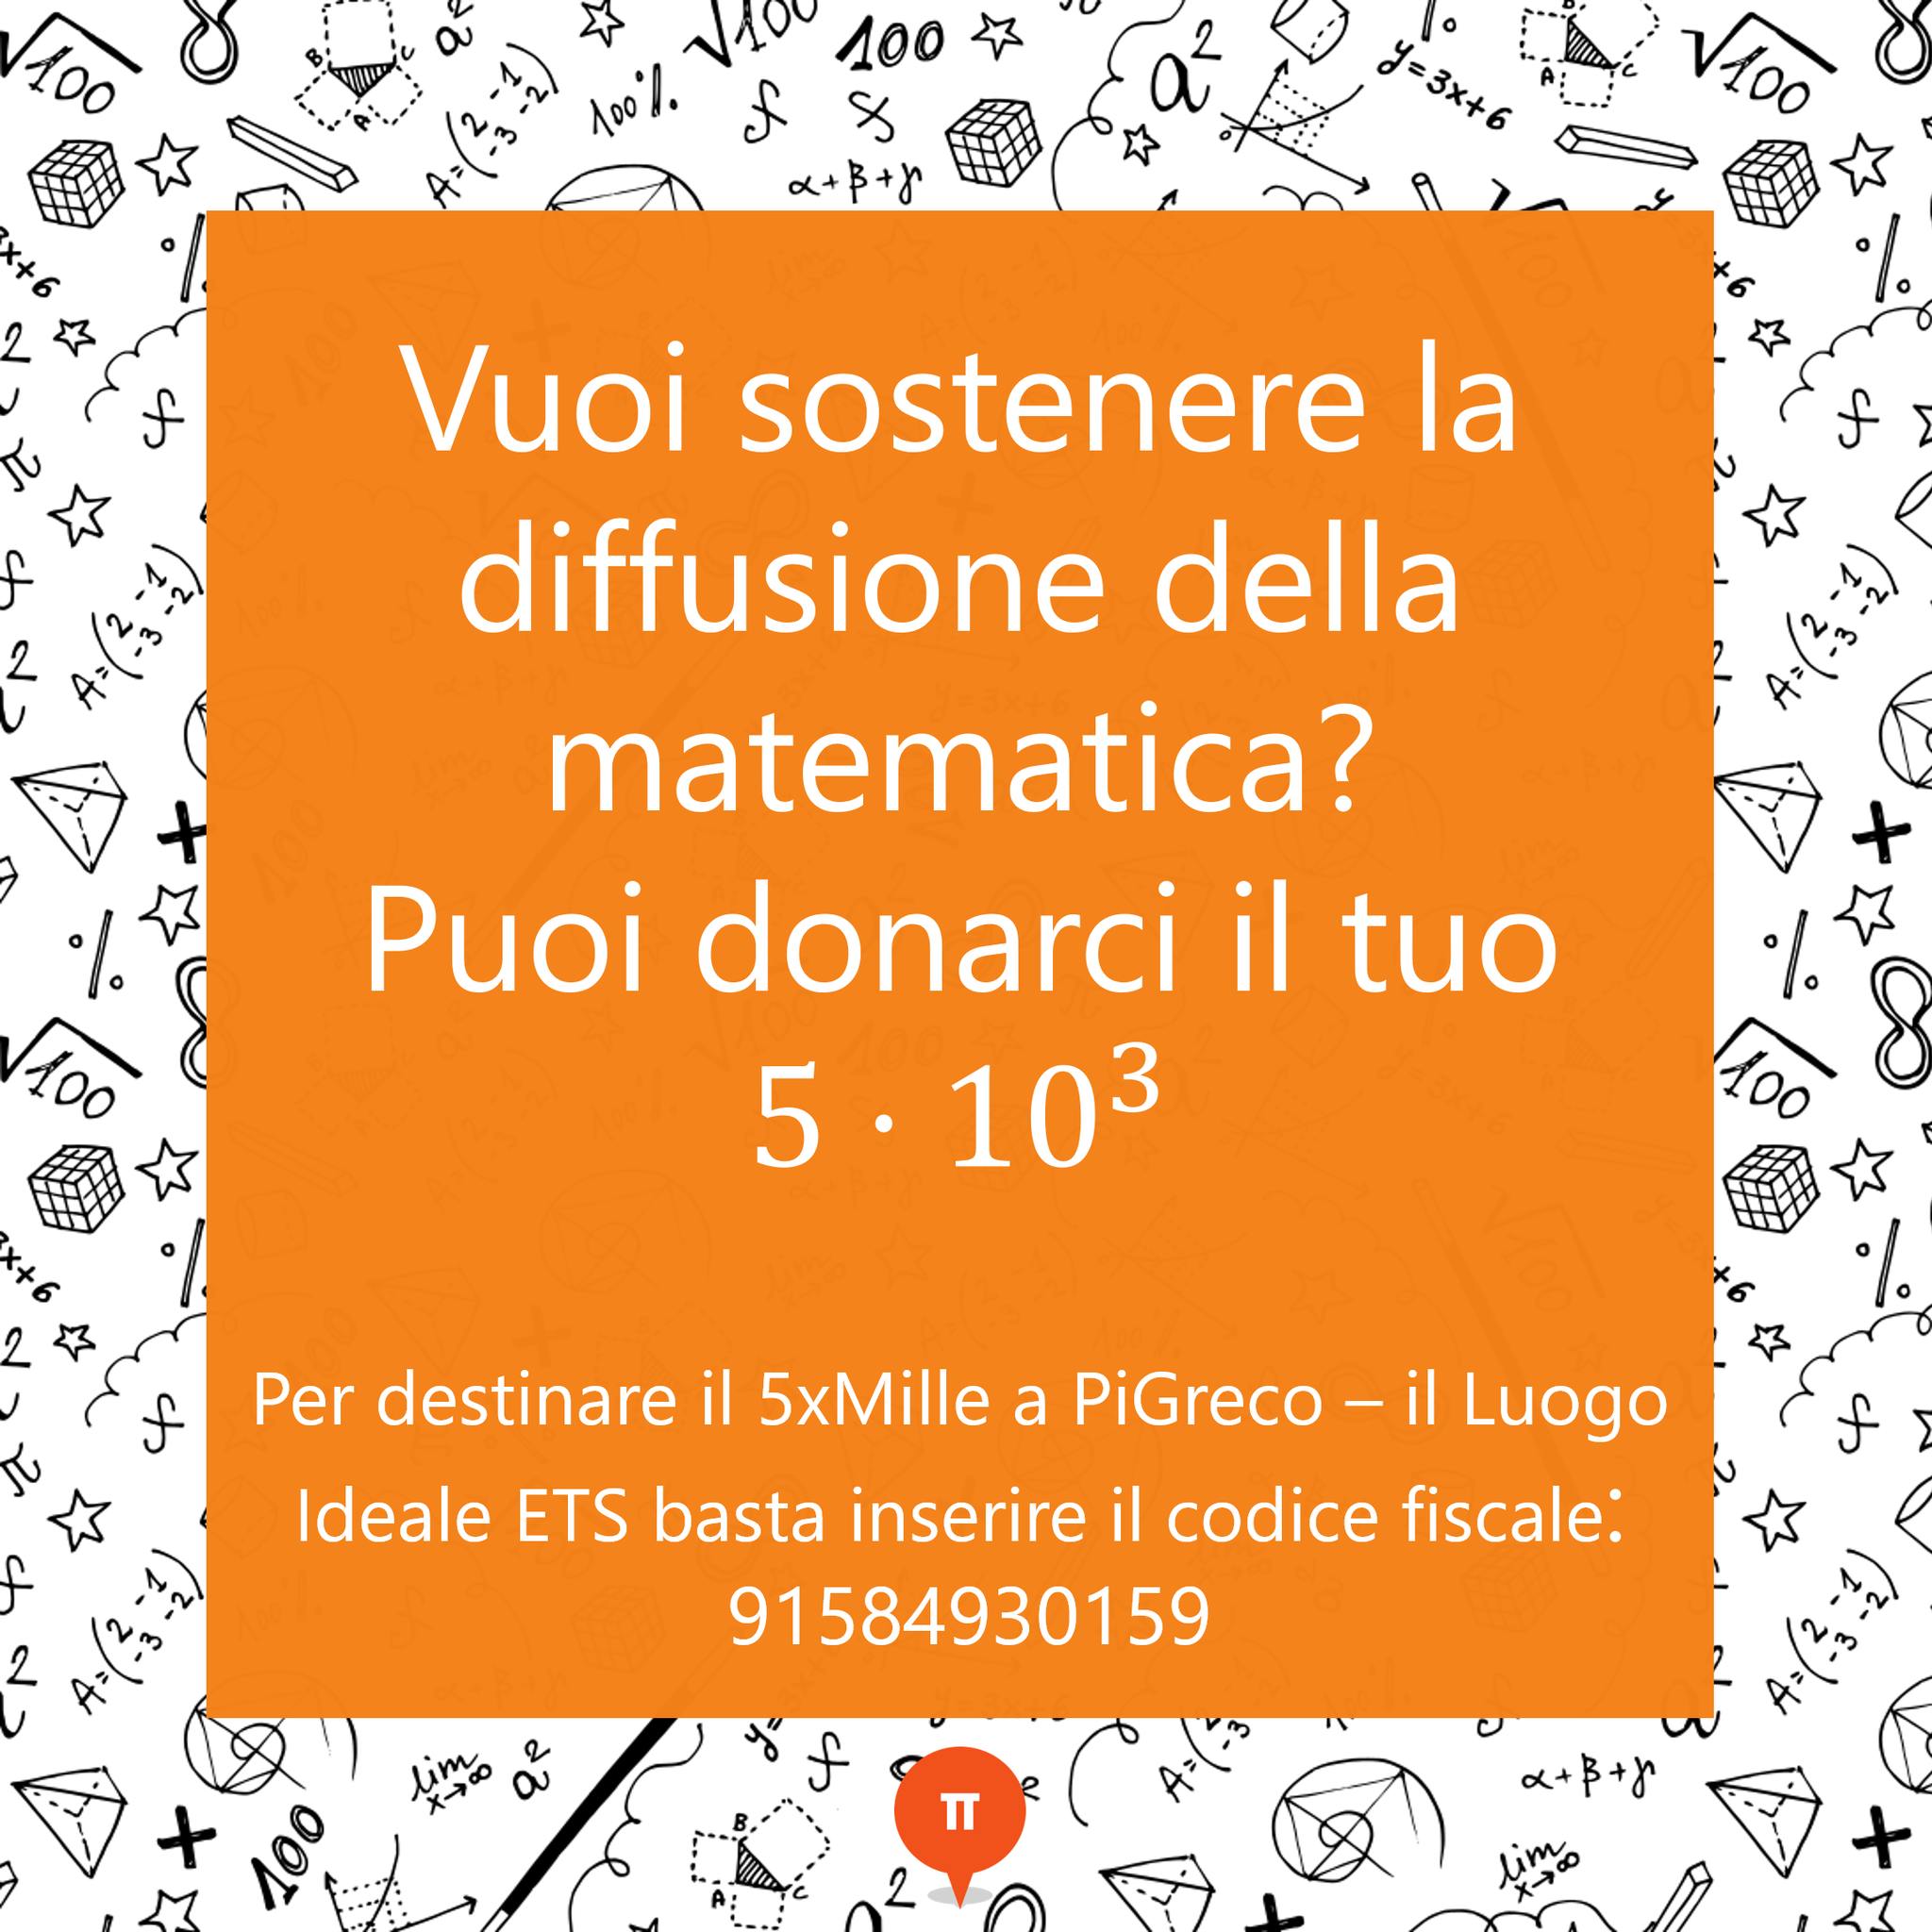 Vuoi sostenere la
diffusione della
matematica?
Puoi donarci il tuo
5 · 10³
Per destinare il 5xMille a PiGreco – il Luogo
Ideale ETS basta inserire il codice fiscale:
91584930159
π